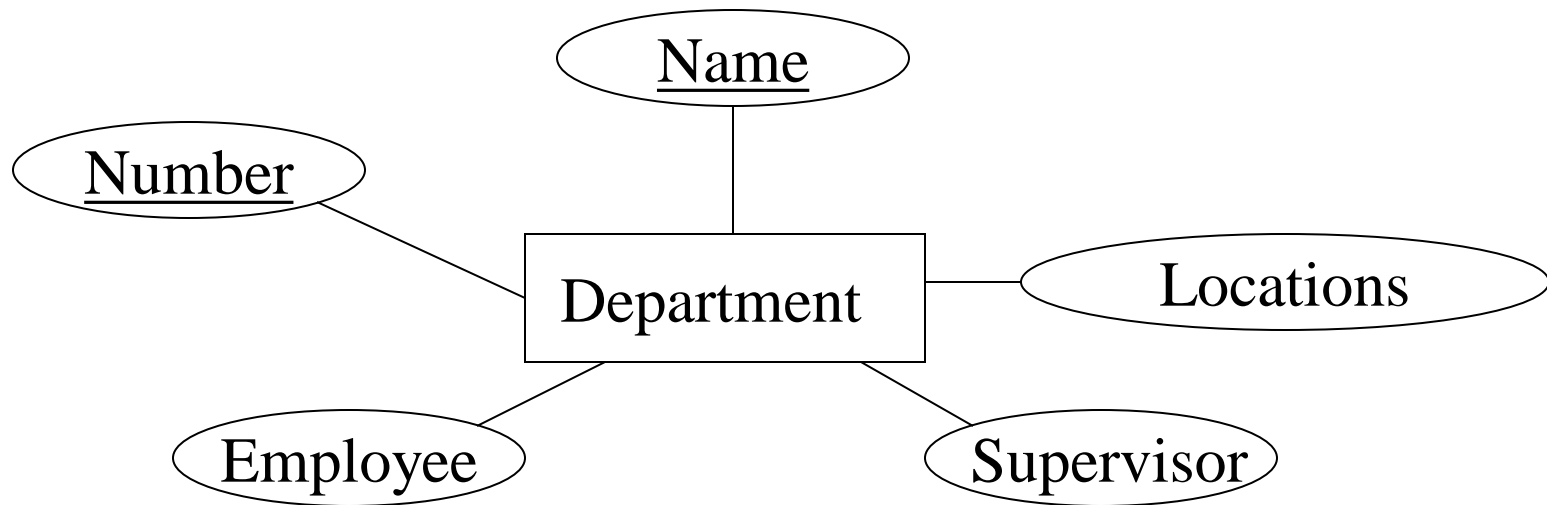 Name
Number
Locations
Department
Employee
Supervisor